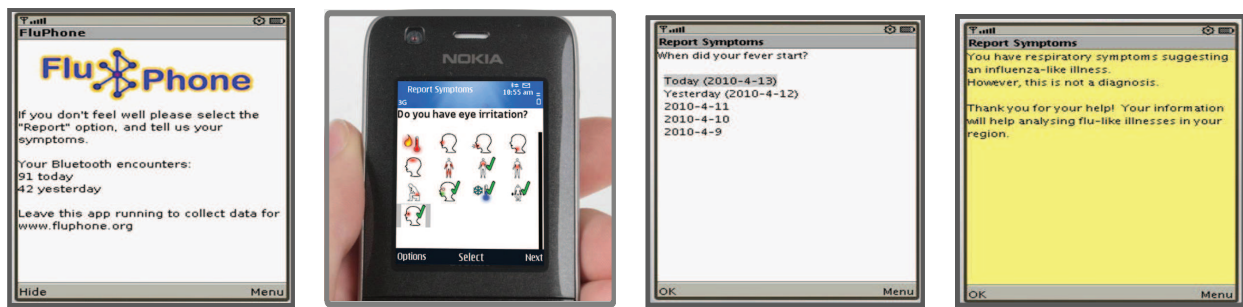 FluPhone
Flu Phone
If you don't feel well please select the
"Report" option, and tell us your
symptoms.
Your Bluetooth encounters:
91 today
42 yesterday
Leave this app running to collect data for
www.fluphone.org
Hide Menu
NOKIA
Report Symptoms
10:55 am
3G
Do you have eye irritation?
Options Select Next
Report Symptoms
When did your fever start?
Today (2010-4-13)
Yesterday (2010-4-12)
2010-4-11
2010-4-10
2010-4-9
OK Menu
Report Symptoms
You have respiratory symptoms suggesting
an influenza-like illness.
However, this is not a diagnosis.
Thank you for your help! Your information
will help analysing flu-like illnesses in your
region.
OK Menu